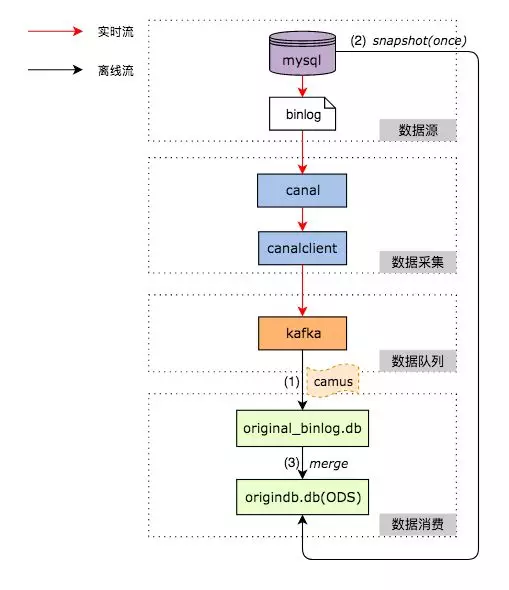 实时流
(2) snapshot(once)
mysql
离线流
binlog
数据源
canal
canalclient
数据采集
kafka
数据队列
(1)
camus
original_binlog.db
(3) merge
origindb.db(ODS)
数据消费